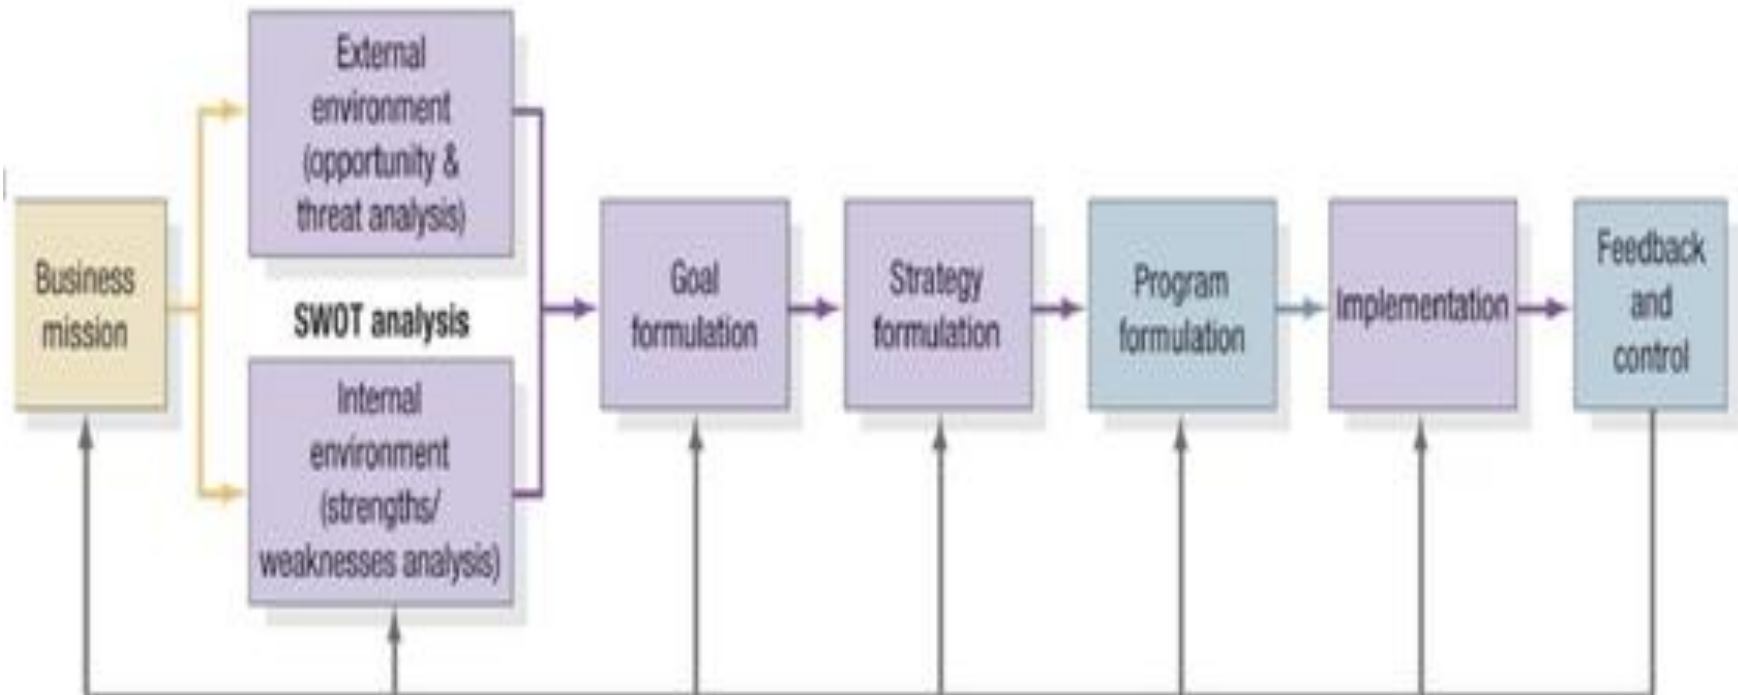 Business
mission
External
environment
(opportunity &
threat analysis)
SWOT analysis
Internal
environment
(strengths/
weaknesses analysis)
Goal
formulation
Strategy
formulation
Program
formulation
Implementation
Feedback
and
control